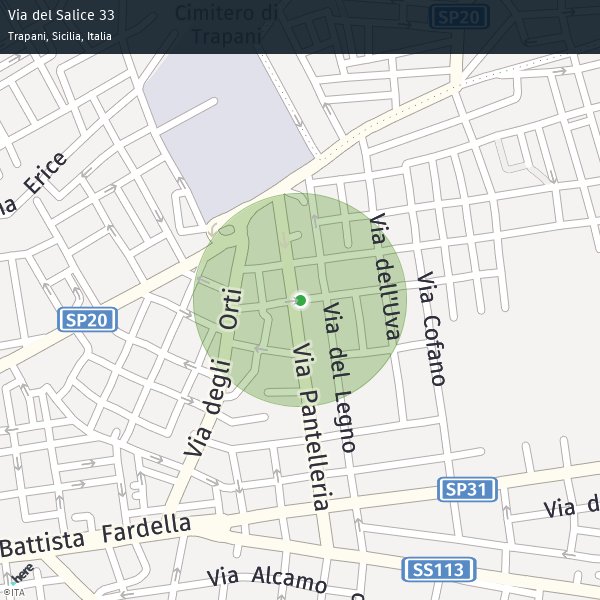 Via del Salice 33
Trapani, Sicilia, Italia
Cimitero di
Trapani
SP20
Erice
Via dell'Uva
Via Cofano
SP20
Via degli Orti
Via del Legno
Via Pantelleria
SP31
Via
Battista Fardella
SS113
Via Alcamo
here
©ITA